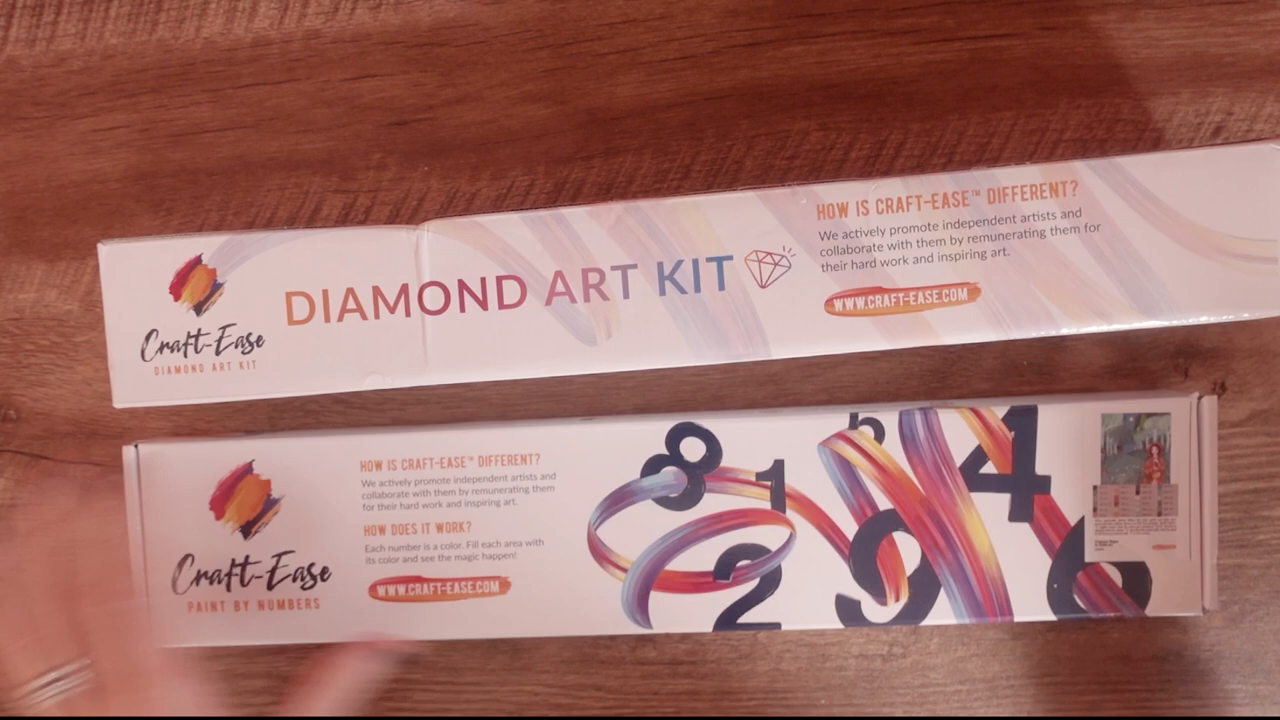 Craft-Ease
DIAMOND ART KIT
DIAMOND ART KIT
HOW IS CRAFT-EASE™ DIFFERENT?
We actively promote independent artists and
collaborate with them by remunerating them for
their hard work and inspiring art.
WWW.CRAFT-EASE.COM
Craft-Ease
PAINT BY NUMBERS
HOW IS CRAFT-EASE™ DIFFERENT?
We actively promote independent artists and
collaborate with them by remunerating them
for their hard work and inspiring art.
HOW DOES IT WORK?
Each number is a color. Fill each area with
its color and see the magic happen!
WWW.CRAFT-EASE.COM
8
1
2
9
4
6